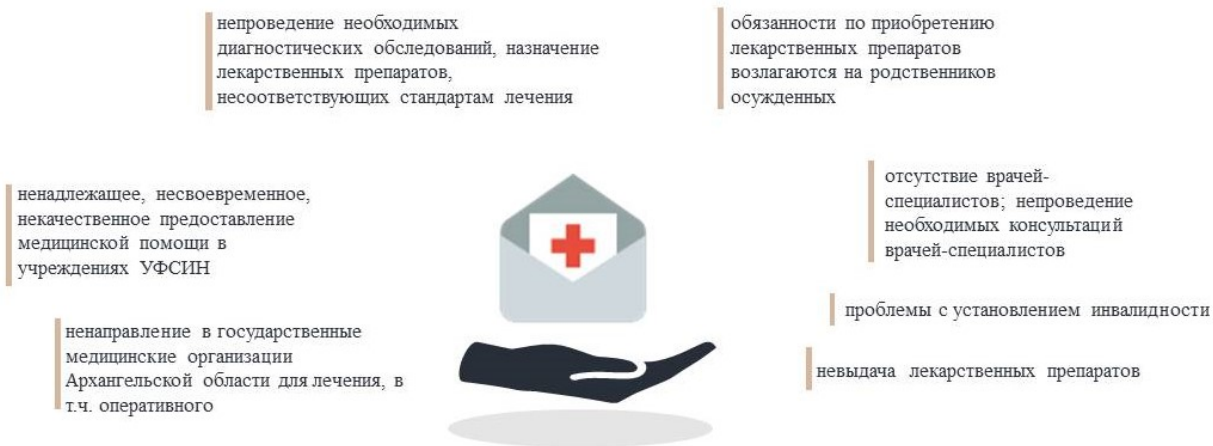 непроведение необходимых
диагностических обследований, назначение
лекарственных препаратов,
несоответствующих стандартам лечения
обязанности по приобретению
лекарственных препаратов
возлагаются на родственников
осужденных
ненадлежащее, несвоевременное,
некачественное предоставление
медицинской помощи в
учреждениях УФСИН
отсутствие врачей-
специалистов; непроведение
необходимых консультаций
врачей-специалистов
ненаправление в государственные
медицинские организации
Архангельской области для лечения, в
т.ч. оперативного
проблемы с установлением инвалидности
невыдача лекарственных препаратов